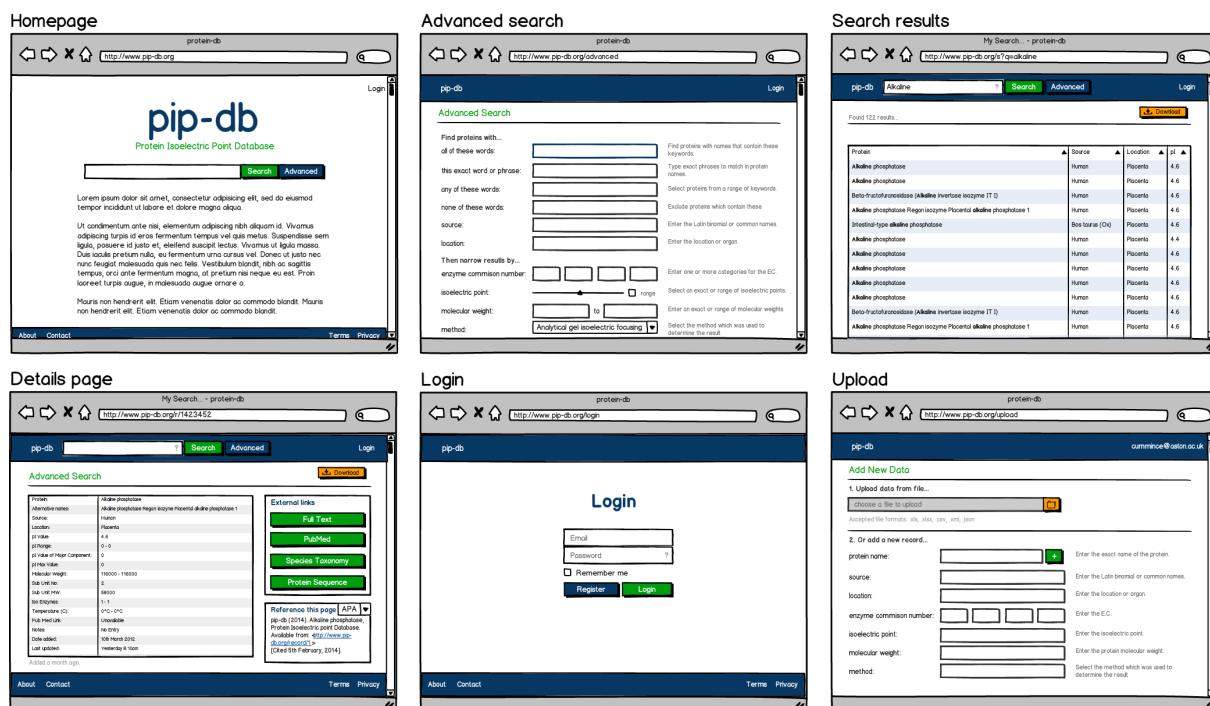 Homepage
protein-db
http://www.pip-db.org
Login
pip-db
Protein Isoelectric Point Database
Search Advanced
Lorem ipsum dolor sit amet, consectetur adipisicing elit, sed do eiusmod
tempor incididunt ut labore et dolore magna aliqua.
Ut condimentum ante nisi, elementum adipiscing nibh aliquam id. Vivamus
adipiscing turpis id eros fermentum tempus vel quis metus. Suspendisse sem
ligula, posuere id justo et, eleifend suscipit lectus. Vivamus ut ligula massa.
Duis iaculis pretium nulla, eu fermentum urna cursus vel. Donec ut justo nec
nunc feugiat malesuada quis nec felis. Vestibulum blandit, nibh ac sagittis
tempus, orci ante fermentum magna, at pretium nisi neque eu est. Proin
laoreet turpis augue, in malesuada augue ornare a.
Mauris non hendrerit elit. Etiam venenatis dolor ac commodo blandit. Mauris
non hendrerit elit. Etiam venenatis dolor ac commodo blandit.
About Contact Terms Privacy
Advanced search
protein-db
http://www.pip-db.org/advanced
pip-db Login
Advanced Search
Find proteins with...
all of these words: Find proteins with names that contain these
keywords.
this exact word or phrase: Type exact phrases to match in protein
names.
any of these words: Select proteins from a range of keywords.
none of these words: Exclude proteins which contain these
source: Enter the Latin binomial or common names.
location: Enter the location or organ.
Then narrow resutls by...
enzyme commison number: Enter one or more categories for the EC.
isoelectric point: range Select an exact or range of isoelectric points.
molecular weight: to Enter an exact or range of molecular weights
method: Analytical gel isoelectric focusing Select the method which was used to
determine the result
Search results
My Search... - protein-db
http://www.pip-db.org/s?q=alkaline
pip-db Alkaline ? Search Advanced Login
Found 122 results... Download
Protein Source Location pI
Alkaline phosphatase Human Placenta 4.6
Alkaline phosphatase Human Placenta 4.6
Beta-fructofuranosidase (Alkaline invertase isozyme IT I) Human Placenta 4.6
Alkaline phosphatase Regan isozyme Placental alkaline phosphatase 1 Human Placenta 4.6
Intestinal-type alkaline phosphatase Bos taurus (Ox) Placenta 4.6
Alkaline phosphatase Human Placenta 4.4
Alkaline phosphatase Human Placenta 4.6
Alkaline phosphatase Human Placenta 4.6
Alkaline phosphatase Human Placenta 4.6
Alkaline phosphatase Human Placenta 4.6
Beta-fructofuranosidase (Alkaline invertase isozyme IT I) Human Placenta 4.6
Alkaline phosphatase Regan isozyme Placental alkaline phosphatase 1 Human Placenta 4.6
Details page
My Search... - protein-db
http://www.pip-db.org/r/1423452
pip-db ? Search Advanced Login
Advanced Search Download
Protein: Alkaline phosphatase
Alternative names: Alkaline phosphatase Regan isozyme Placental alkaline phosphatase 1
Source: Human
Location: Placenta
pI Value: 4.6
pI Range: 0 - 0
pI Value of Major Component: 0
pI Max Value: 0
Molecular Weight: 116000 - 116000
Sub Unit No: 2
Sub Unit MW: 58000
Iso Enzymes: 1 - 1
Temperature (C): 0°C - 0°C
Pub Med Link: Unavailable
Notes: No Entry
Date added: 10th March 2012
Last updated: Yesterday 8:10am
Added a month ago.
External links
Full Text
PubMed
Species Taxonomy
Protein Sequence
Reference this page APA
pip-db (2014). Alkaline phosphatase,
Protein Isoelectric point Database.
Available from: <http://www.pip-
db.org/record/1.>
[Cited 5th February, 2014].
About Contact Terms Privacy
Login
protein-db
http://www.pip-db.org/login
pip-db
Login
Email
Password ?
Remember me
Register Login
About Contact Terms Privacy
Upload
protein-db
http://www.pip-db.org/upload
pip-db cummince@aston.ac.uk
Add New Data
1. Upload data from file...
choose a file to upload
Accepted file formats: xls, xlsx, csv, xml, json
2. Or add a new record...
protein name: + Enter the exact name of the protein.
source: Enter the Latin binomial or common names.
location: Enter the location or organ.
enzyme commison number: Enter the E.C.
isoelectric point: Enter the isoelectric point.
molecular weight: Enter the protein molecular weight.
method: Select the method which was used to
determine the result